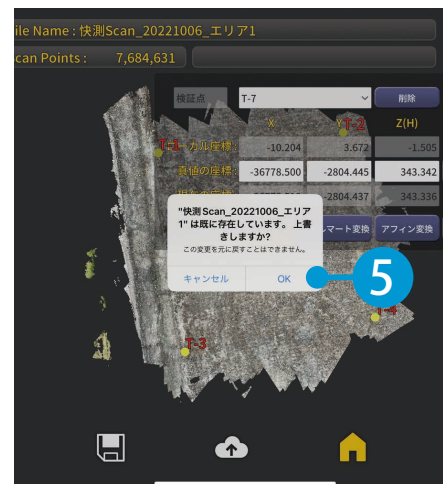 ile Name : 快測Scan_20221006_エリア1
can Points : 7,684,631
検証点 T-7 削除
X Y Z(H)
T-1 T-2
ーカル座標: -10.204 3.672 -1.505
真値の座標: -36778.500 -2804.445 343.342
-2804.437 343.336
"快測Scan_20221006_エリア
1" は既に存在しています。 上書
きしますか?
この変更を元に戻すことはできません。
ルマート変換 アフィン変換
キャンセル OK 5
T-4
T-3